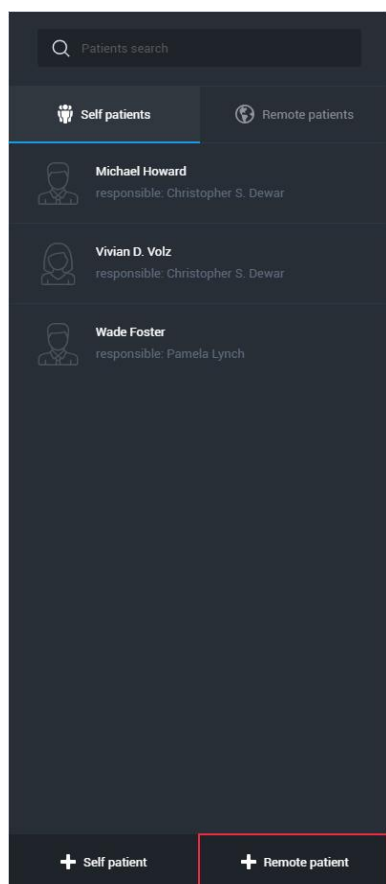 Patients search
Self patients
Remote patients
Michael Howard
responsible: Christopher S. Dewar
Vivian D. Volz
responsible: Christopher S. Dewar
Wade Foster
responsible: Pamela Lynch
Self patient
Remote patient